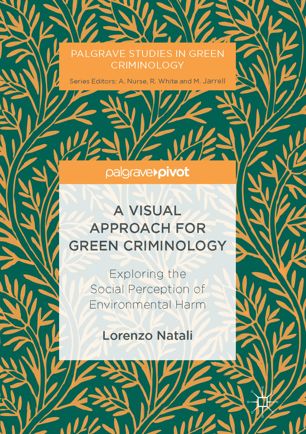 PALGRAVE STUDIES IN GREEN
CRIMINOLOGY
Series Editors: A. Nurse, R. White and M. Jarrell
palgrave►pivot
A VISUAL
APPROACH FOR
GREEN CRIMINOLOGY
Exploring the
Social Perception of
Environmental Harm
Lorenzo Natali